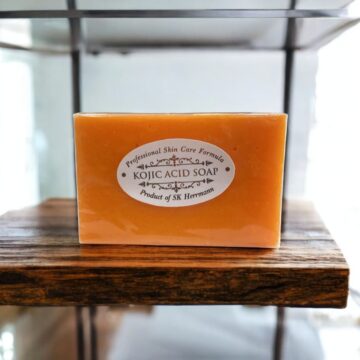 Professional Skin Care Formula
KOJIC ACID SOAP
Product of SK Herrmann